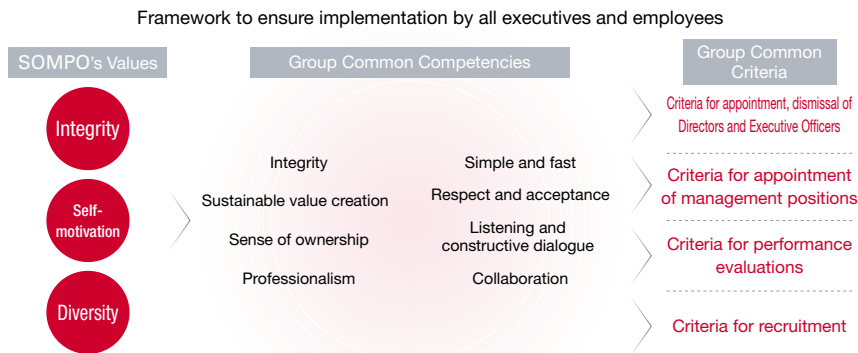 Framework to ensure implementation by all executives and employees
SOMPO's Values
Integrity
Self-
motivation
Diversity
Group Common Competencies
Integrity
Sustainable value creation
Sense of ownership
Professionalism
Simple and fast
Respect and acceptance
Listening and
constructive dialogue
Collaboration
Group Common
Criteria
Criteria for appointment, dismissal of
Directors and Executive Officers
Criteria for appointment
of management positions
Criteria for performance
evaluations
Criteria for recruitment